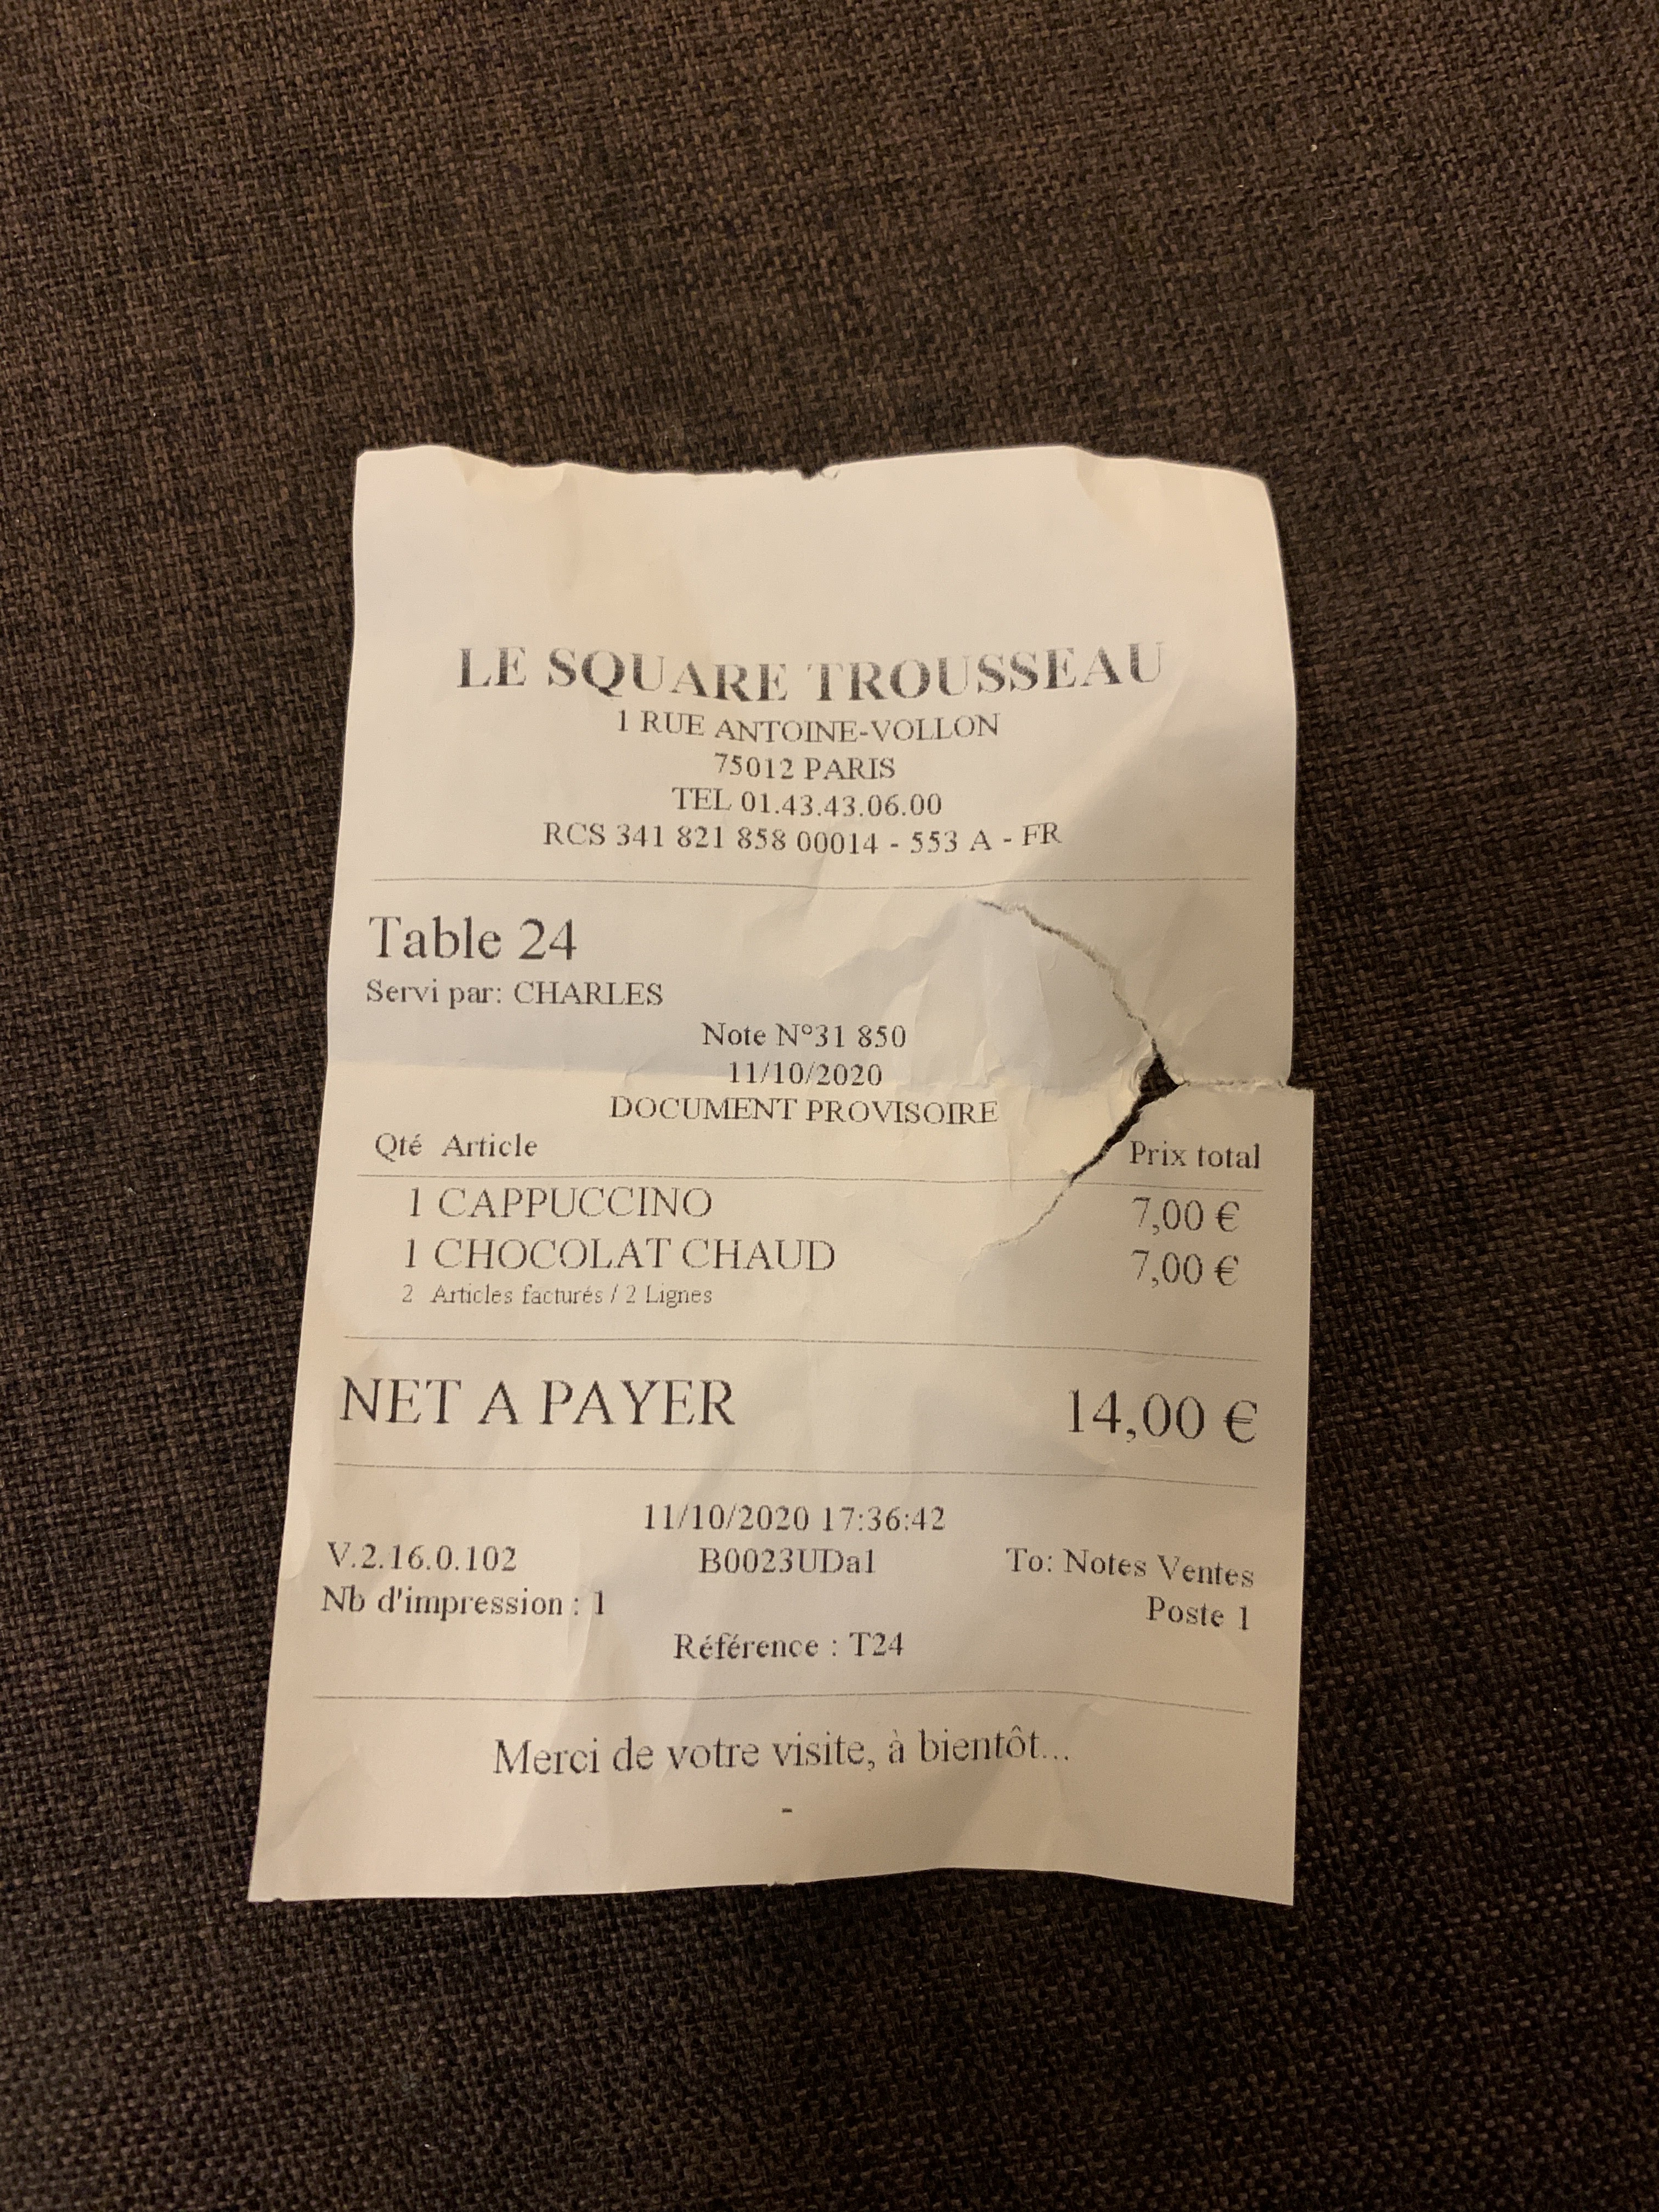 LE SQUARE TROUSSEAU
1 RUE ANTOINE-VOLLON
75012 PARIS
TEL 01.43.43.06.00
RCS 341 821 858 00014 - 553 A - FR
Table 24
Servi par: CHARLES
Note N°31 850
11/10/2020
DOCUMENT PROVISOIRE
Qté Article Prix total
1 CAPPUCCINO 7,00 €
1 CHOCOLAT CHAUD 7,00 €
2 Articles facturés / 2 Lignes
NET A PAYER 14,00 €
11/10/2020 17:36:42
V.2.16.0.102 B0023UDa1 To: Notes Ventes
Nb d'impression : 1 Poste 1
Référence : T24
Merci de votre visite, à bientôt...
-